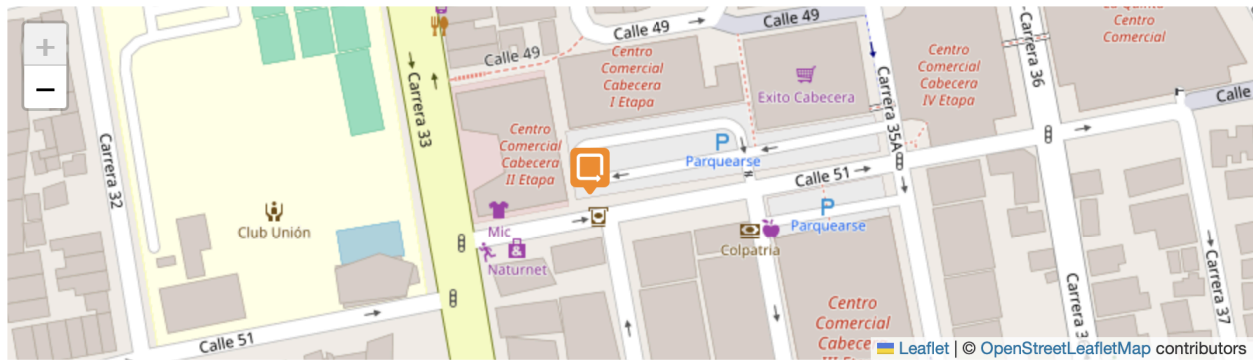 +
−
Calle 49
Calle 49
Calle 49
Carrera 33
Carrera 32
Centro
Comercial
Cabecera
I Etapa
Exito Cabecera
Carrera 35A
Centro
Comercial
Cabecera
IV Etapa
Carrera 36
Centro
Comercial
Calle
Centro
Comercial
Cabecera
II Etapa
P
Parquearse
Calle 51
P
Parquearse
Club Unión
Mic
Naturnet
Colpatria
Carrera 37
Carrera 3
Calle 51
Centro
Comercial
Leaflet | © OpenStreetLeafletMap contributors